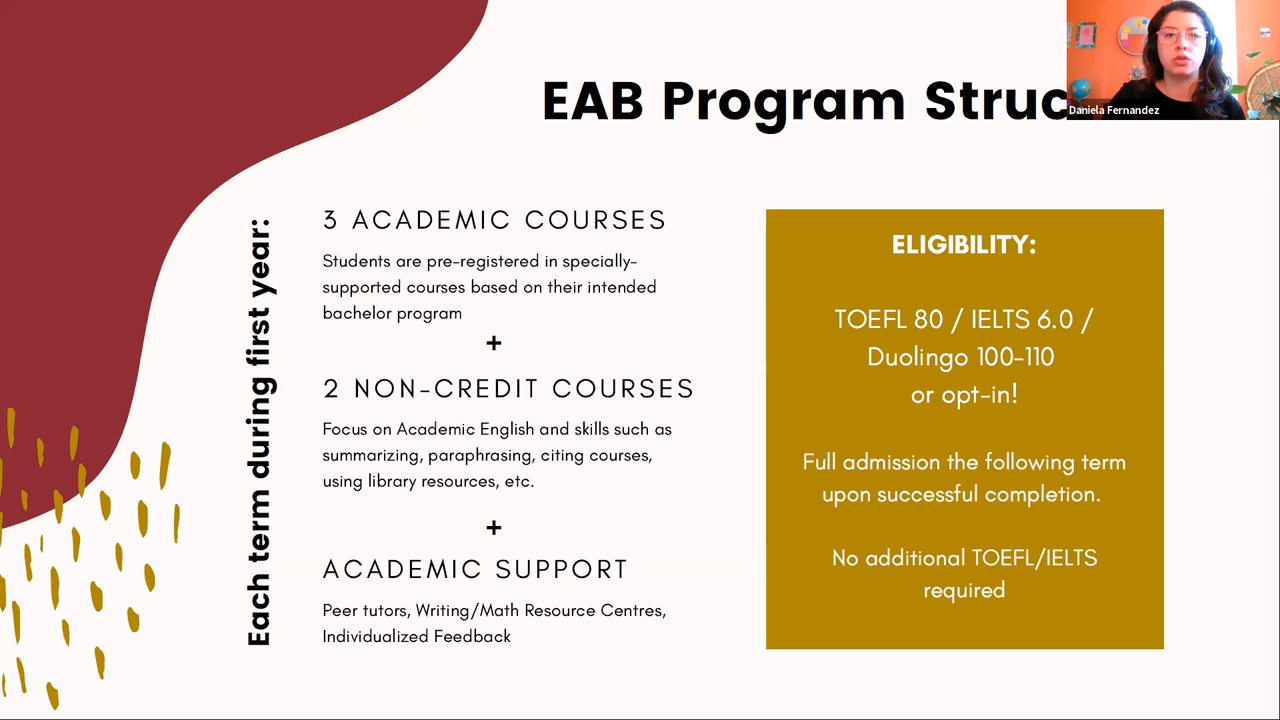 EAB Program Struc
Daniela Fernandez
Each term during first year:
3 ACADEMIC COURSES
Students are pre-registered in specially-
supported courses based on their intended
bachelor program
+
2 NON-CREDIT COURSES
Focus on Academic English and skills such as
summarizing, paraphrasing, citing courses,
using library resources, etc.
+
ACADEMIC SUPPORT
Peer tutors, Writing/Math Resource Centres,
Individualized Feedback
ELIGIBILITY:
TOEFL 80 / IELTS 6.0 /
Duolingo 100-110
or opt-in!
Full admission the following term
upon successful completion.
No additional TOEFL/IELTS
required